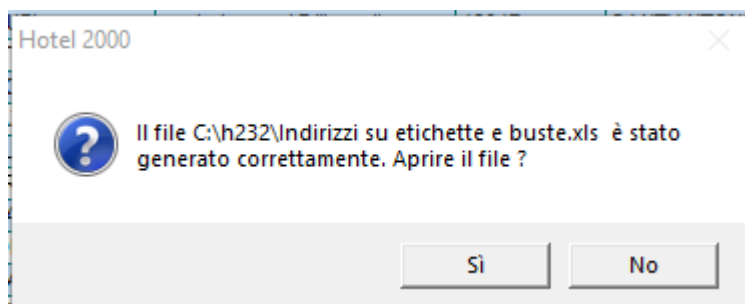 Hotel 2000
Il file C:\h232\Indirizzi su etichette e buste.xls è stato
generato correttamente. Aprire il file ?
Sì
No